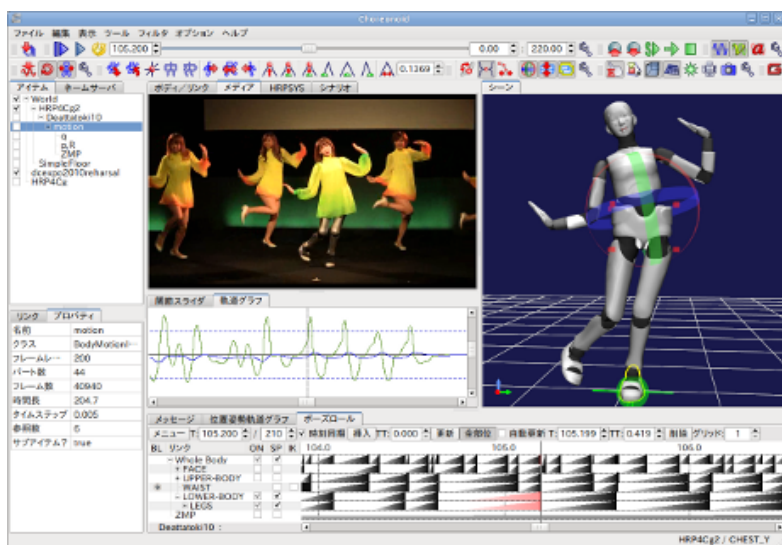 Choreonoid
ファイル 編集 表示 ツール フィルタ オプション ヘルプ
105.200 0.00 : 220.00
0.1369
アイテム ネームサーバ
World
HRP4Cg2
Deattatoki10
motion
q
p,R
ZMP
SimpleFloor
dcexpo2010reharsal
HRP4Cg
ボディ/リンク メディア HRPSYS シナリオ
シーン
関節スライダ 軌道グラフ
リンク プロパティ
名前 motion
クラス BodyMotionI
フレームレー 200
パート数 44
フレーム数 40940
時間長 204.7
タイムステップ 0.005
参照数 6
サブアイテム? true
メッセージ 位置姿勢軌道グラフ ポーズロール
メニュー T: 105.200 / 210 時刻同期 挿入 TT: 0.000 更新 全部位 自動更新 T: 105.199 TT: 0.419 削除 グリッド: 1
BL リンク ON SP IK 104.0 105.0 106.0
Whole Body
FACE
UPPER-BODY
WAIST
LOWER-BODY
LEGS
ZMP
Deattatoki10 :
HRP4Cg2 / CHEST_Y